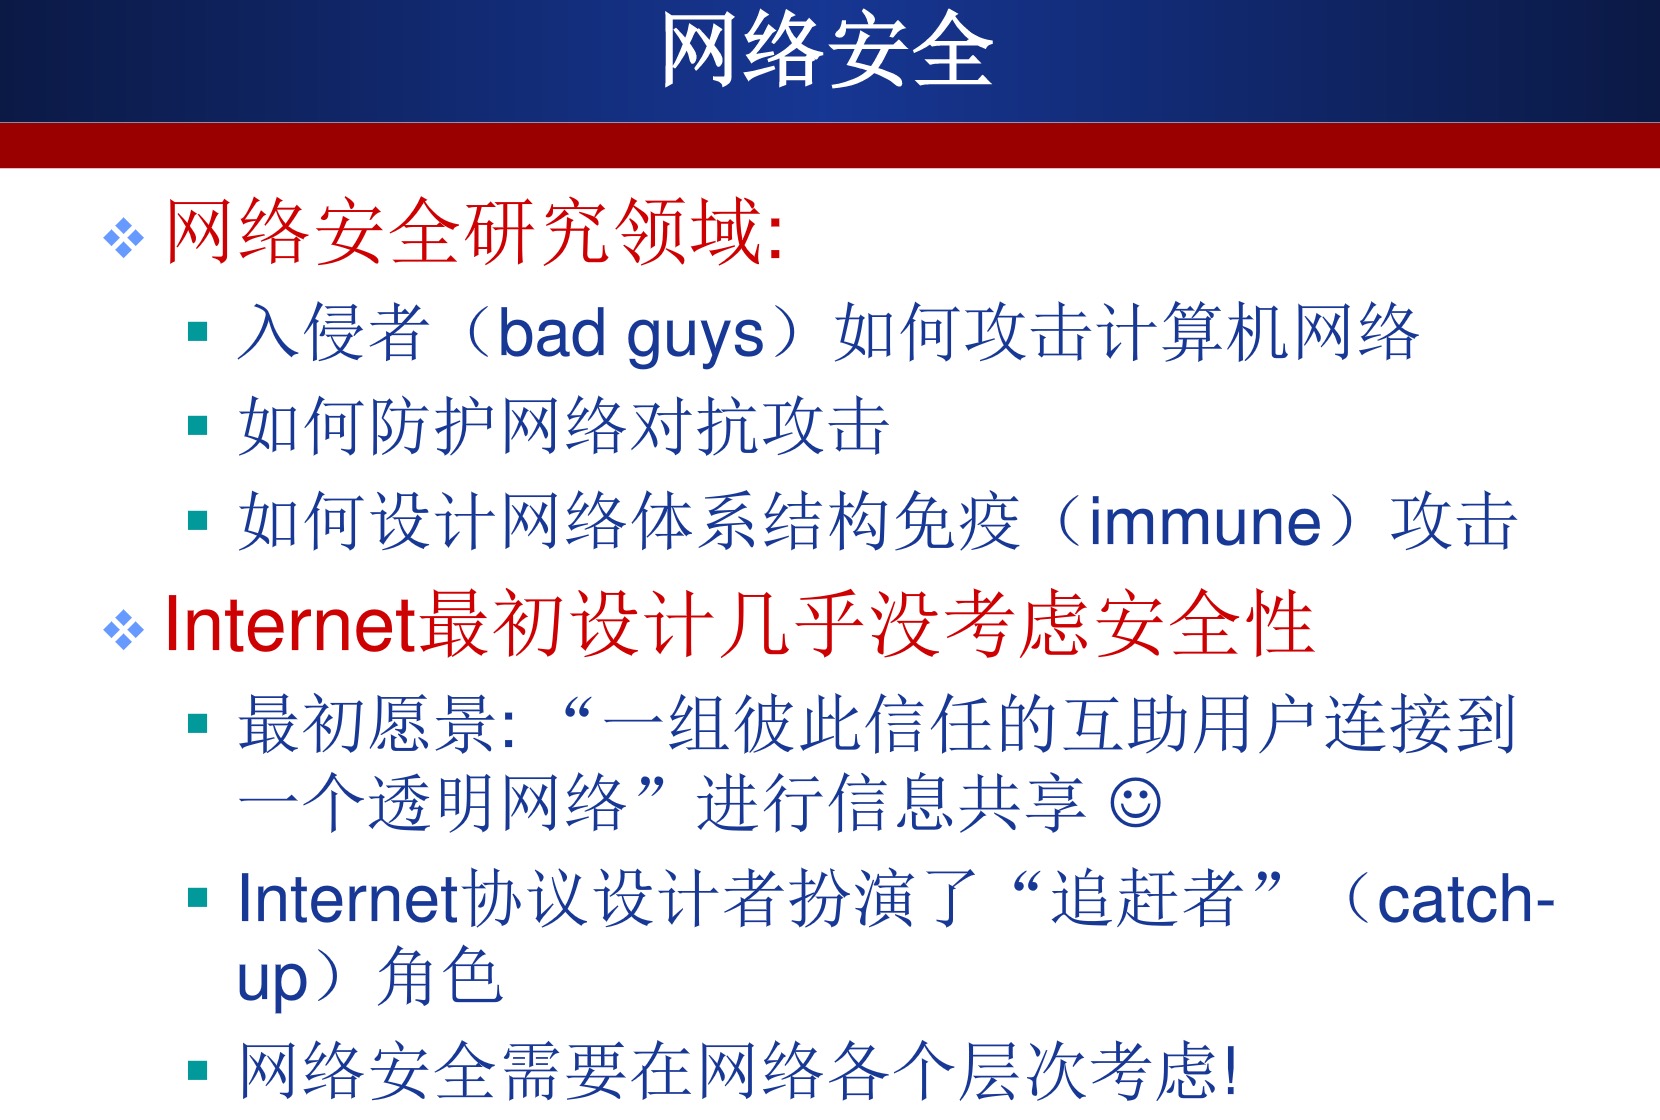 网络安全
网络安全研究领域:
入侵者（bad guys）如何攻击计算机网络
如何防护网络对抗攻击
如何设计网络体系结构免疫（immune）攻击
Internet最初设计几乎没考虑安全性
最初愿景: “一组彼此信任的互助用户连接到
一个透明网络”进行信息共享 ☺
Internet协议设计者扮演了“追赶者”（catch-
up）角色
网络安全需要在网络各个层次考虑!